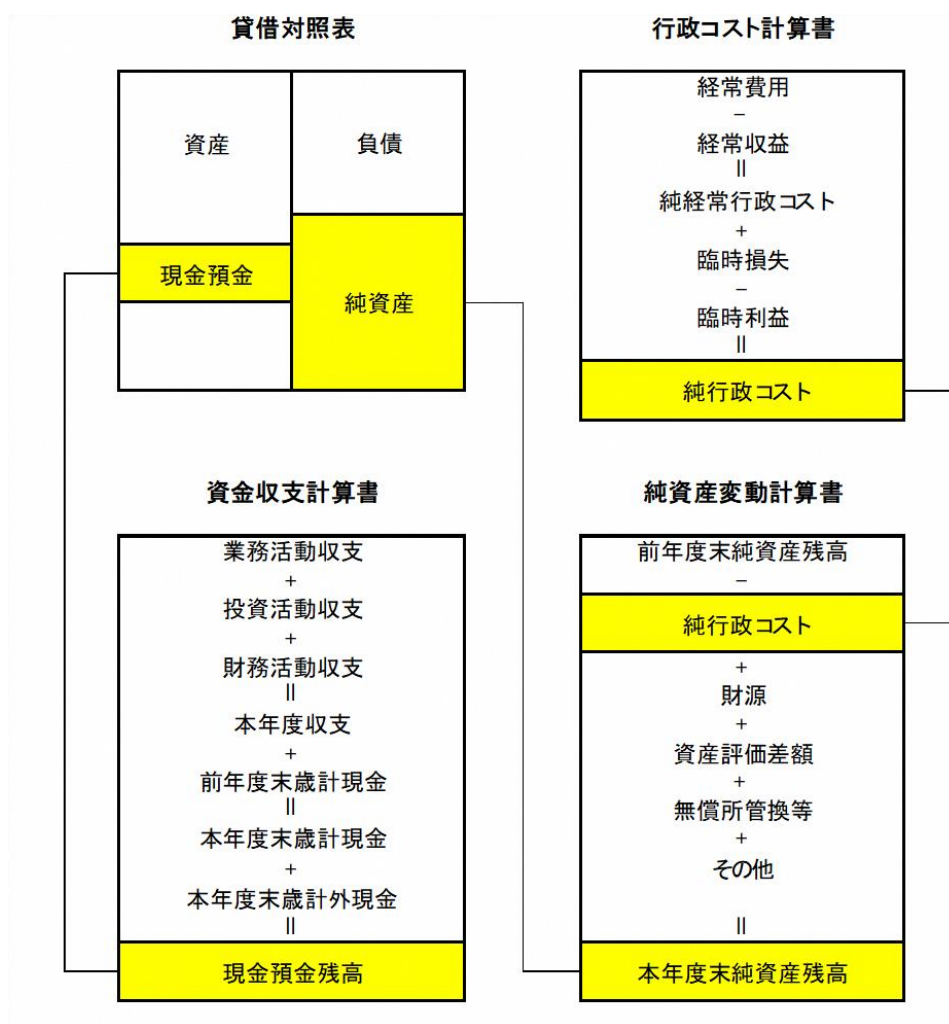 貸借対照表
資産
負債
現金預金
純資産
行政コスト計算書
経常費用
−
経常収益
||
純経常行政コスト
+
臨時損失
−
臨時利益
||
純行政コスト
資金収支計算書
業務活動収支
+
投資活動収支
+
財務活動収支
||
本年度収支
+
前年度末歳計現金
||
本年度末歳計現金
+
本年度末歳計外現金
||
現金預金残高
純資産変動計算書
前年度末純資産残高
−
純行政コスト
+
財源
+
資産評価差額
+
無償所管換等
+
その他
||
本年度末純資産残高